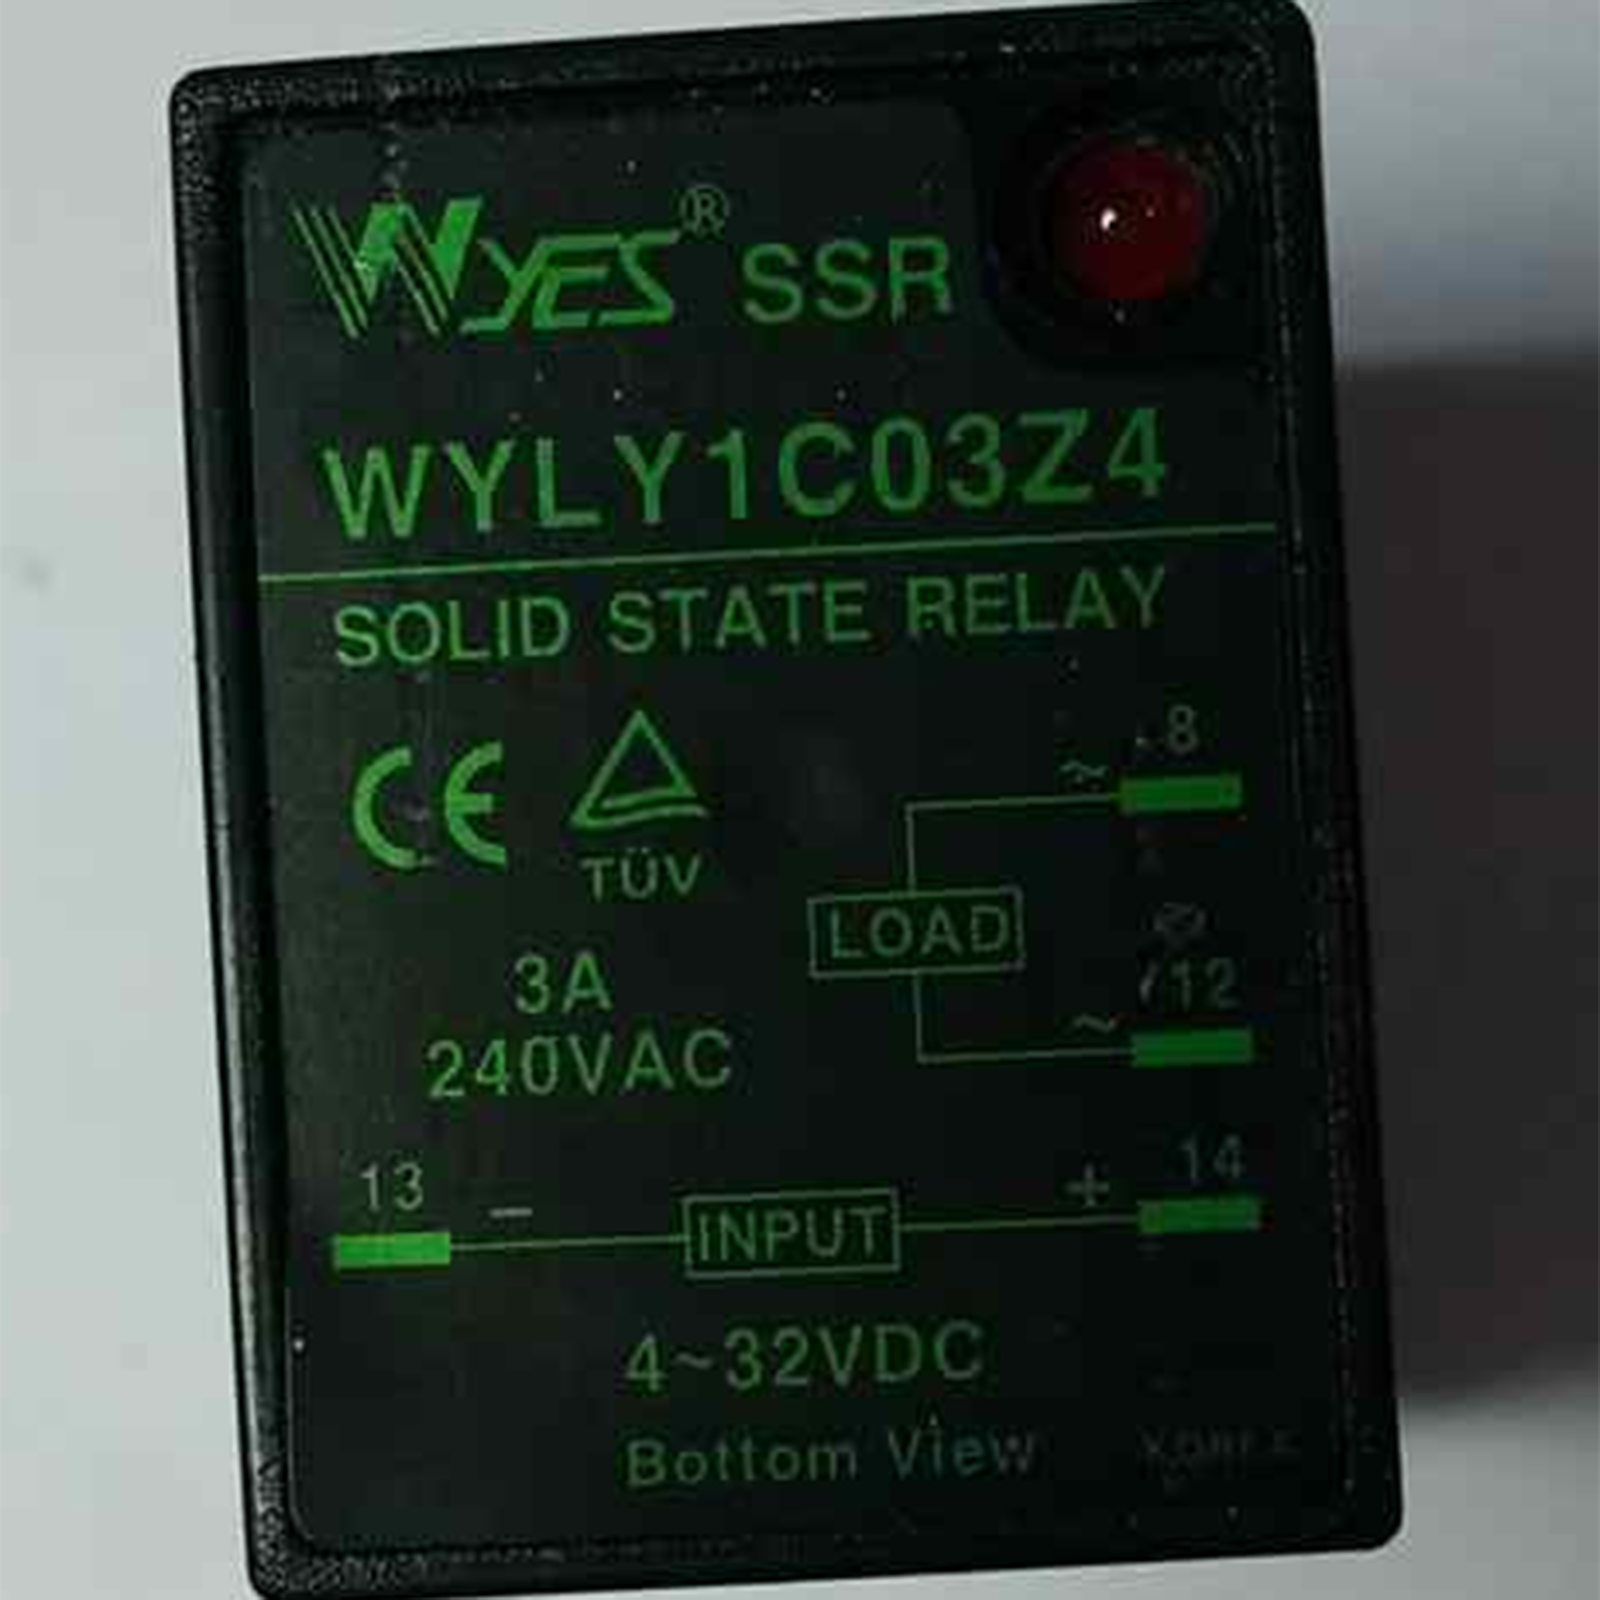 WYES® SSR
WYLY1C03Z4
SOLID STATE RELAY
CE
TÜV
8
~
LOAD
12
~
3A
240VAC
13
−
INPUT
+
14
4~32VDC
Bottom View
KOREA